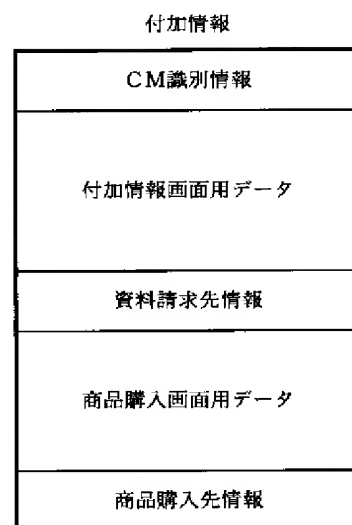 付加情報
CM識別情報
付加情報画面用データ
資料請求先情報
商品購入画面用データ
商品購入先情報